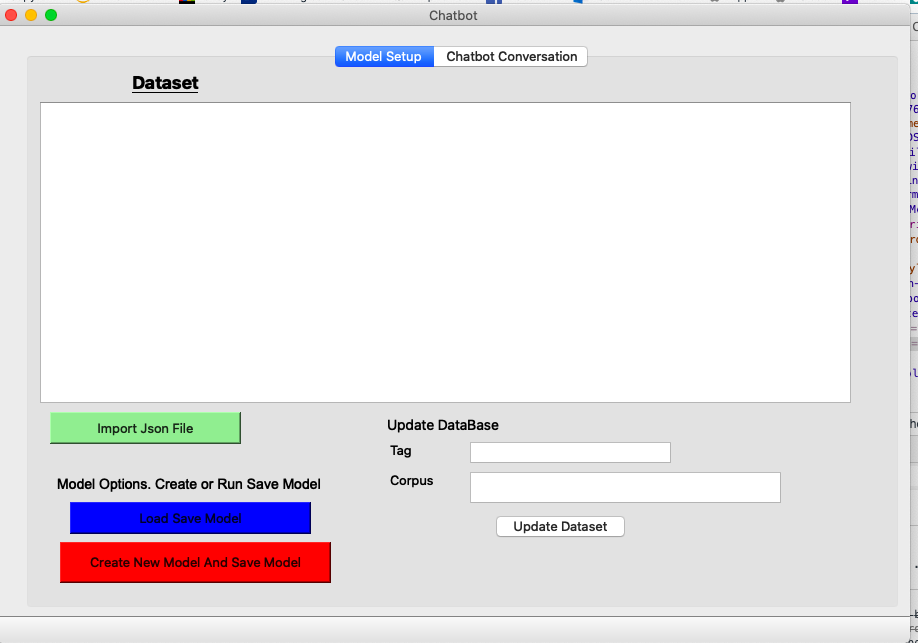 Chatbot
Model Setup
Chatbot Conversation
Dataset
Import Json File
Update DataBase
Tag
Corpus
Model Options. Create or Run Save Model
Load Save Model
Update Dataset
Create New Model And Save Model